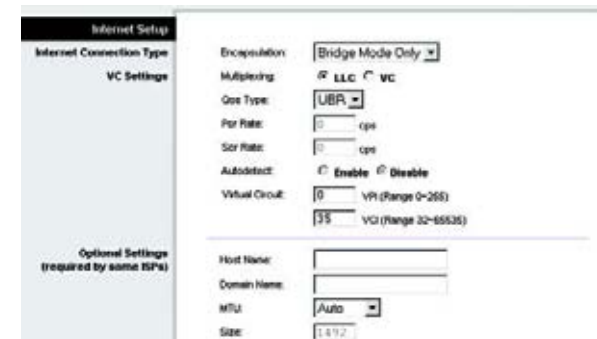 Internet Setup
Internet Connection Type
Encapsulation: Bridge Mode Only
VC Settings
Multiplexing: LLC VC
Qos Type: UBR
Pcr Rate: 0 cps
Scr Rate: 0 cps
Autodetect: Enable Disable
Virtual Circuit: 0 VPI (Range 0~255)
35 VCI (Range 32~65535)
Optional Settings
(required by some ISPs)
Host Name:
Domain Name:
MTU: Auto
Size: 1492